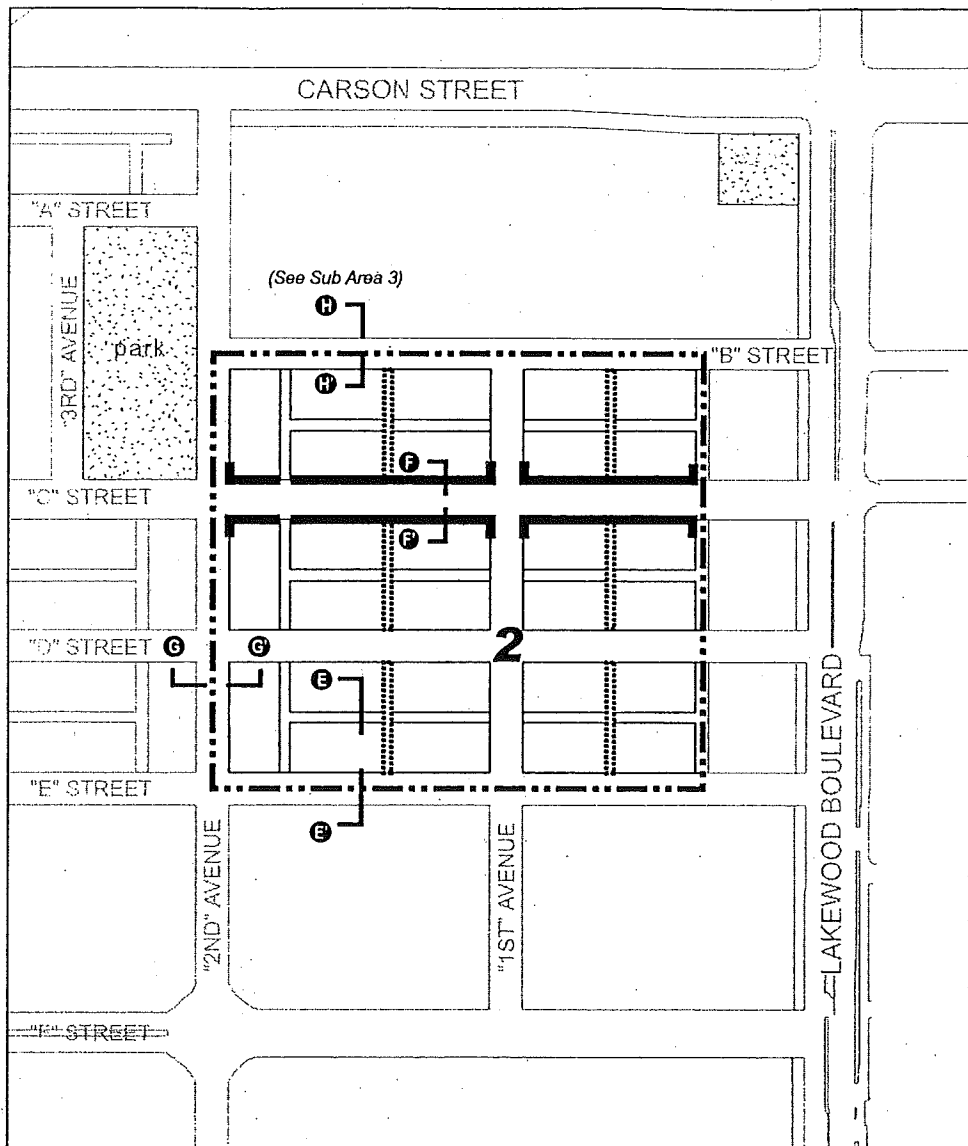 CARSON STREET
"A" STREET
"3RD" AVENUE
park
(See Sub Area 3)
H
H'
"B" STREET
F
F'
"C" STREET
"D" STREET
G
G'
2
E
E'
"E" STREET
"2ND" AVENUE
"1ST" AVENUE
LAKEWOOD BOULEVARD
"F" STREET